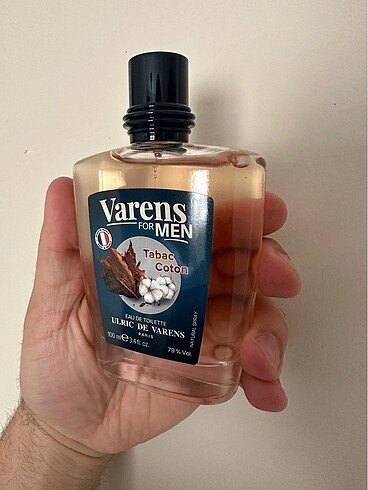 Varens
FOR MEN
Tabac
Coton
EAU DE TOILETTE
ULRIC DE VARENS
PARIS
100 ml e 3.4 fl. oz.
79 % Vol.
NATURAL SPRAY